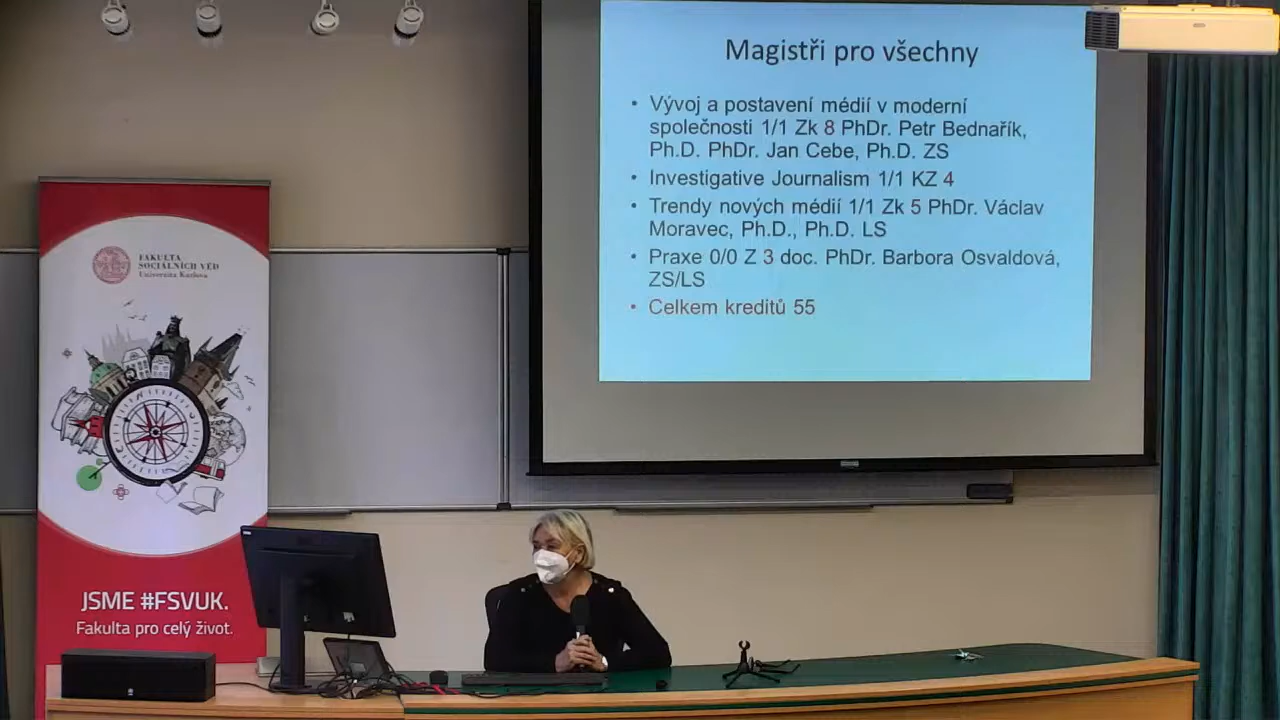 Magistři pro všechny
• Vývoj a postavení médií v moderní
společnosti 1/1 Zk 8 PhDr. Petr Bednařík,
Ph.D. PhDr. Jan Cebe, Ph.D. ZS
• Investigative Journalism 1/1 KZ 4
• Trendy nových médií 1/1 Zk 5 PhDr. Václav
Moravec, Ph.D., Ph.D. LS
• Praxe 0/0 Z 3 doc. PhDr. Barbora Osvaldová,
ZS/LS
• Celkem kreditů 55
FAKULTA
SOCIÁLNÍCH VĚD
Univerzita Karlova
JSME #FSVUK.
Fakulta pro celý život.